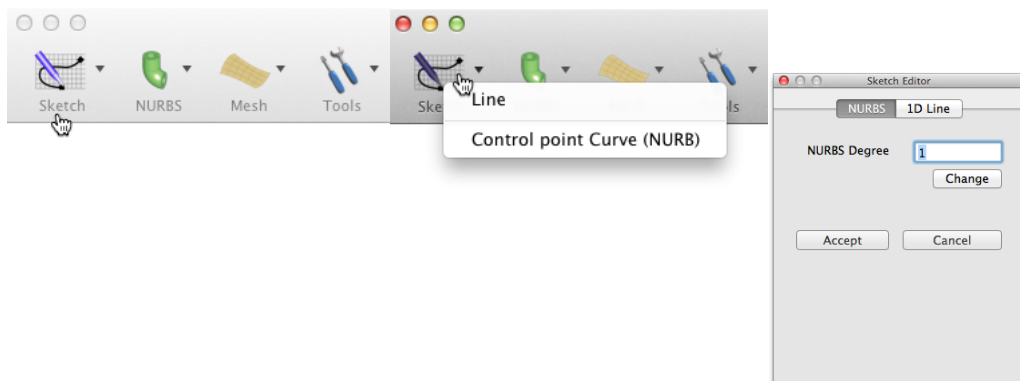 Sketch NURBS Mesh Tools
Line
Control point Curve (NURB)
Sketch Editor
NURBS 1D Line
NURBS Degree 1
Change
Accept Cancel